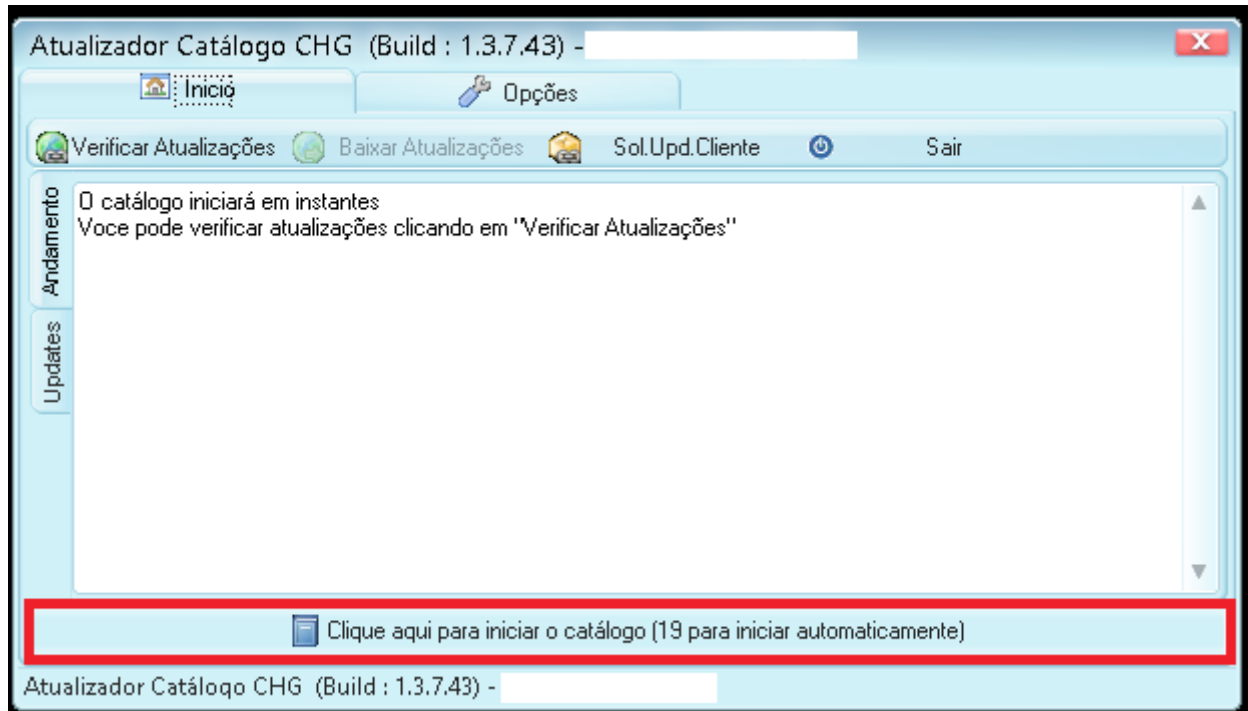 Atualizador Catálogo CHG (Build : 1.3.7.43) -
Inicio
Opções
Verificar Atualizações Baixar Atualizações Sol.Upd.Cliente Sair
Andamento
Updates
O catálogo iniciará em instantes
Voce pode verificar atualizações clicando em "Verificar Atualizações"
Clique aqui para iniciar o catálogo (19 para iniciar automaticamente)
Atualizador Catálogo CHG (Build : 1.3.7.43) -